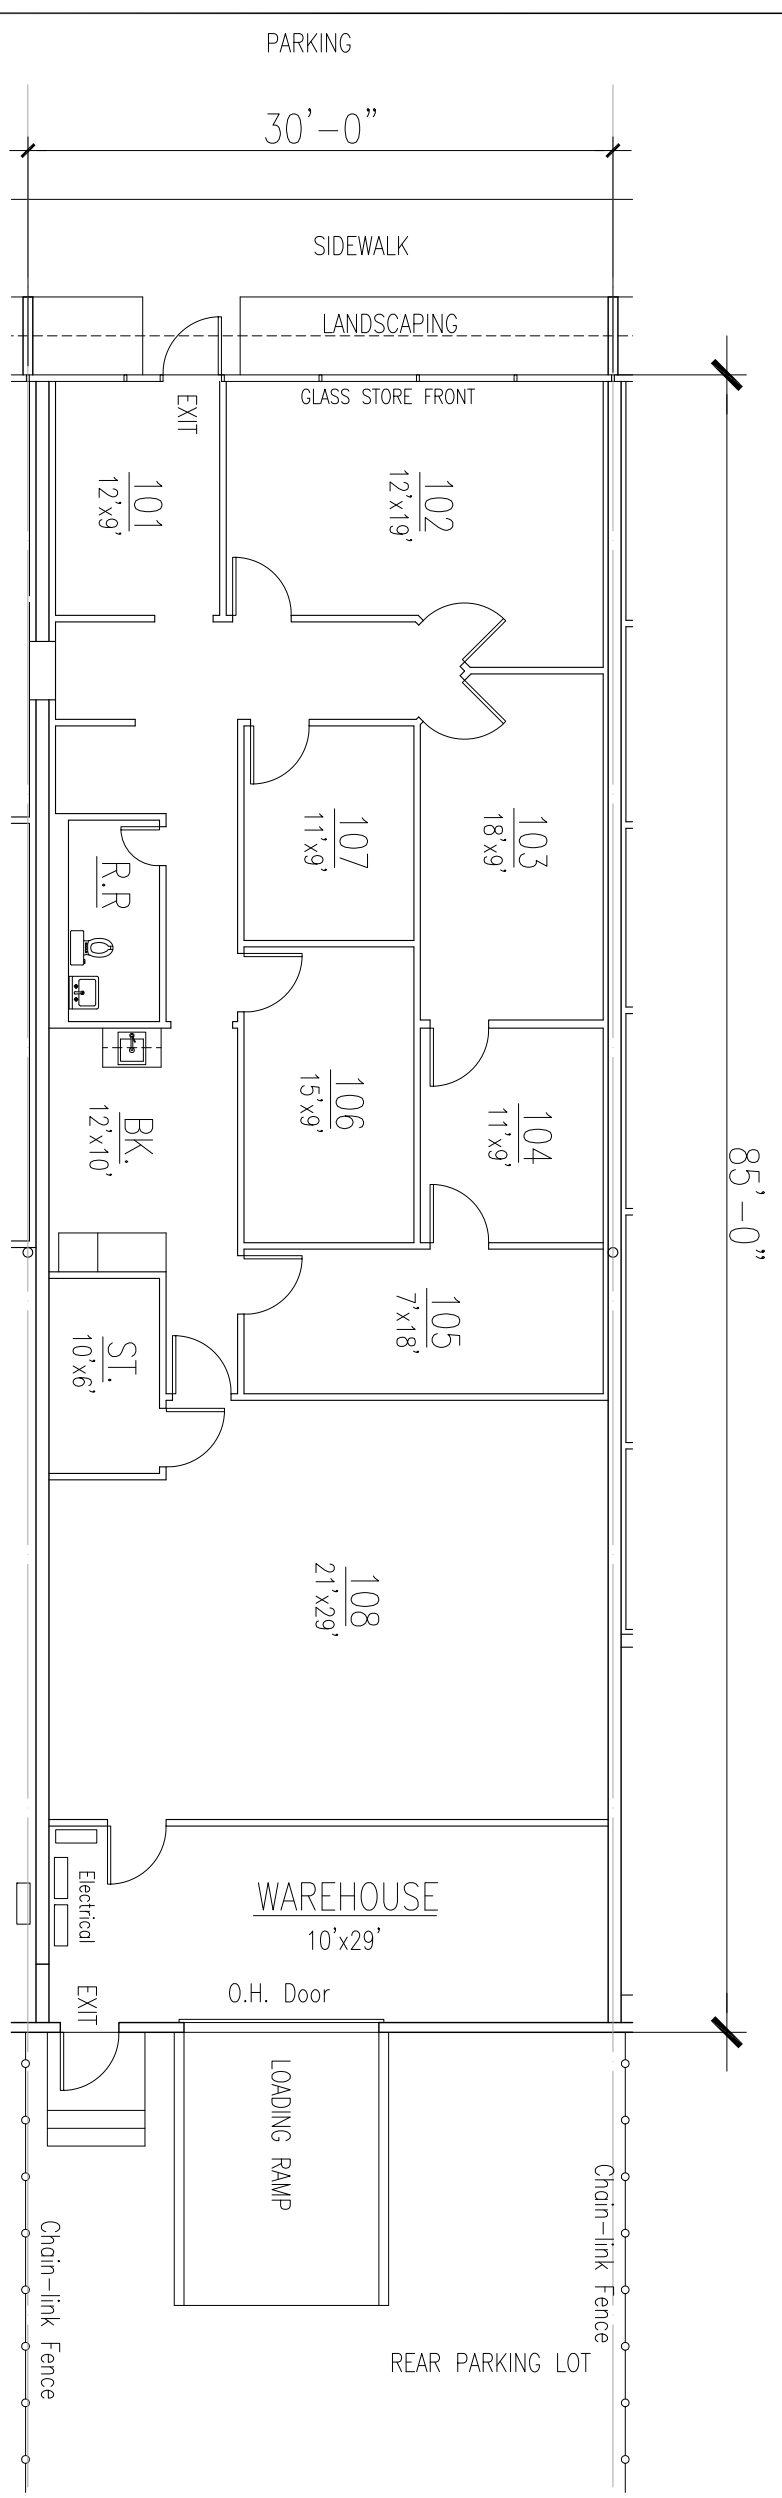 PARKING
30'-0"
SIDEWALK
LANDSCAPING
GLASS STORE FRONT
EXIT
101
12'x9'
102
12'x19'
107
11'x9'
103
18'x9'
R.R
106
15'x9'
104
11'x9'
BK.
12'x10'
85'-0"
105
7'x18'
ST.
10'x6'
108
21'x29'
WAREHOUSE
10'x29'
Electrical
O.H. Door
EXIT
LOADING RAMP
Chain-link Fence
Chain-link Fence
REAR PARKING LOT